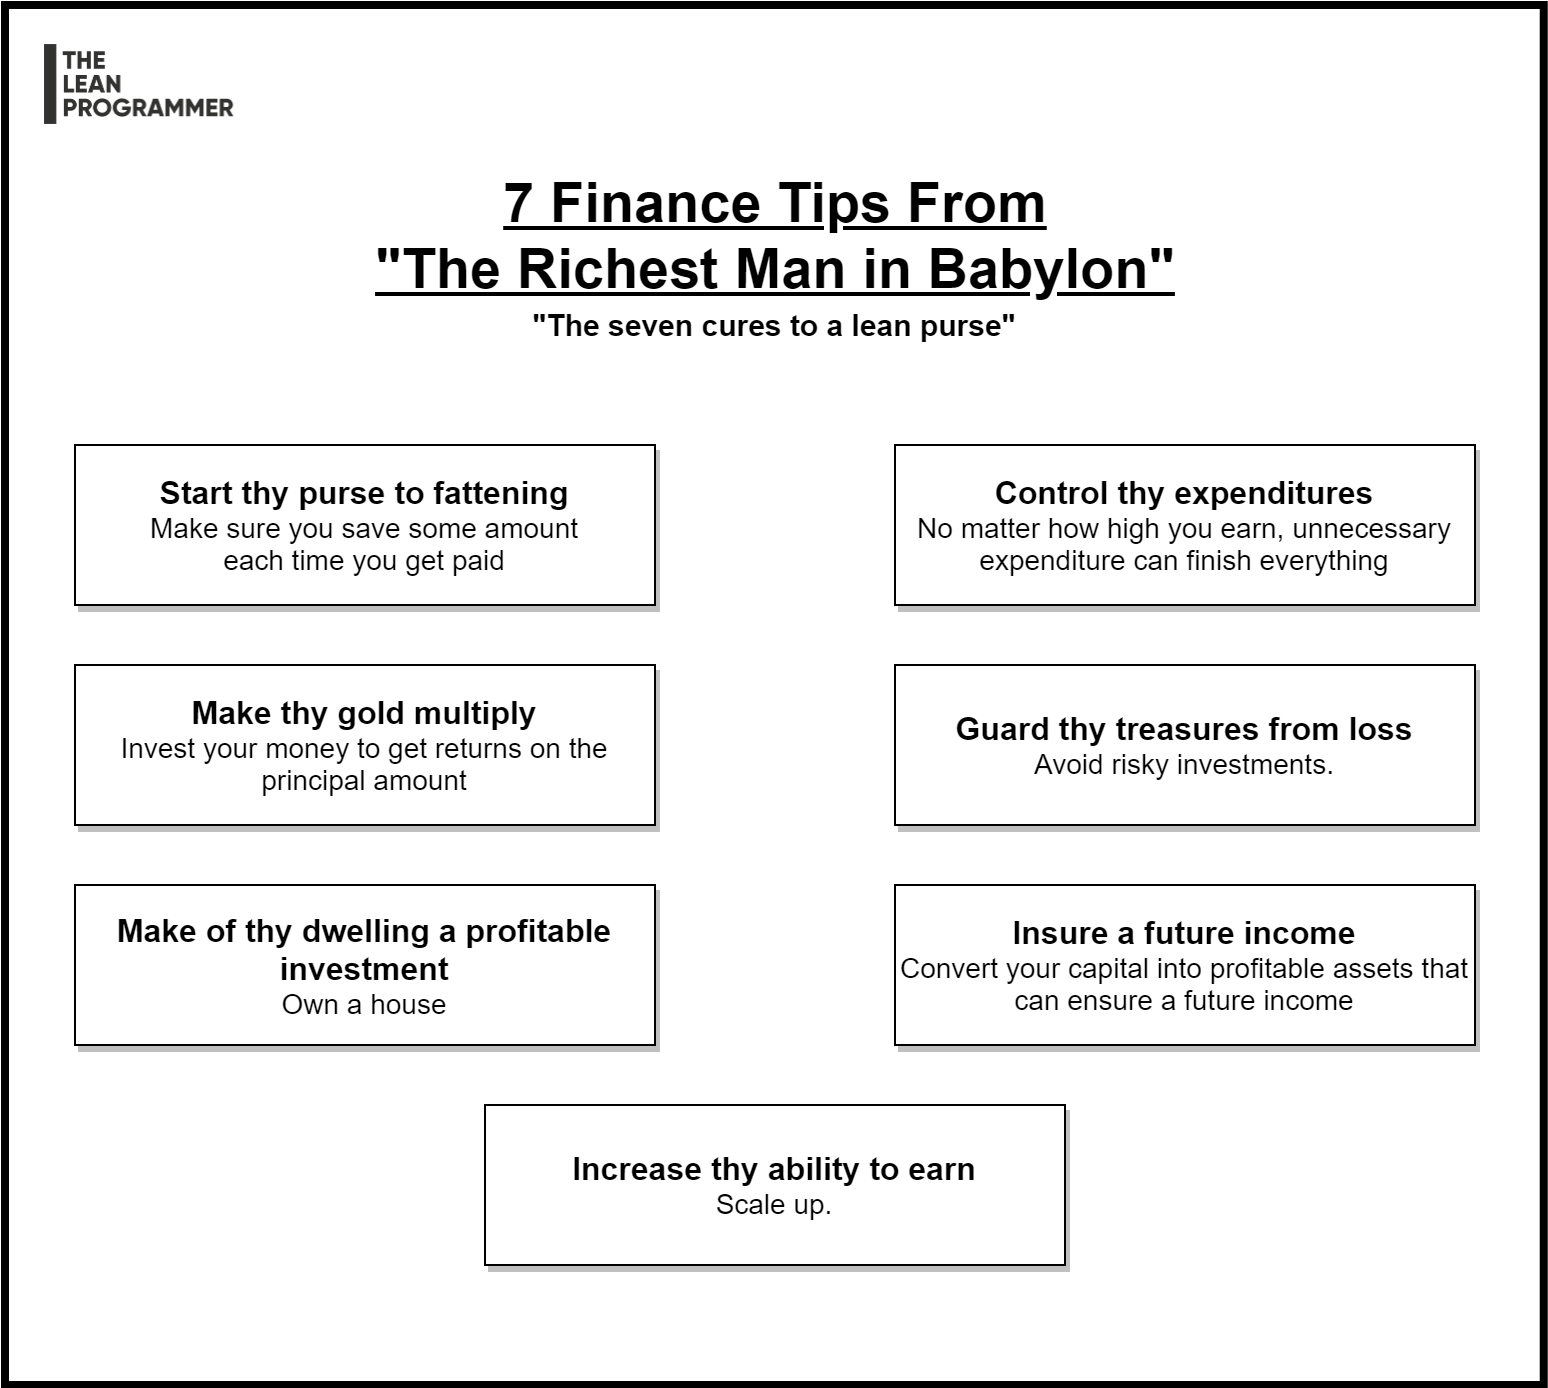 THE
LEAN
PROGRAMMER
7 Finance Tips From
"The Richest Man in Babylon"
"The seven cures to a lean purse"
Start thy purse to fattening
Make sure you save some amount
each time you get paid
Control thy expenditures
No matter how high you earn, unnecessary
expenditure can finish everything
Make thy gold multiply
Invest your money to get returns on the
principal amount
Guard thy treasures from loss
Avoid risky investments.
Make of thy dwelling a profitable
investment
Own a house
Insure a future income
Convert your capital into profitable assets that
can ensure a future income
Increase thy ability to earn
Scale up.